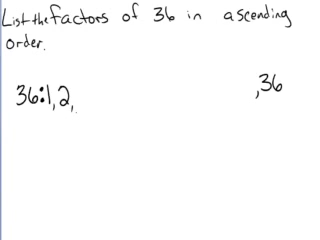 List the factors of 36 in ascending
order.
36:1,2, ,36